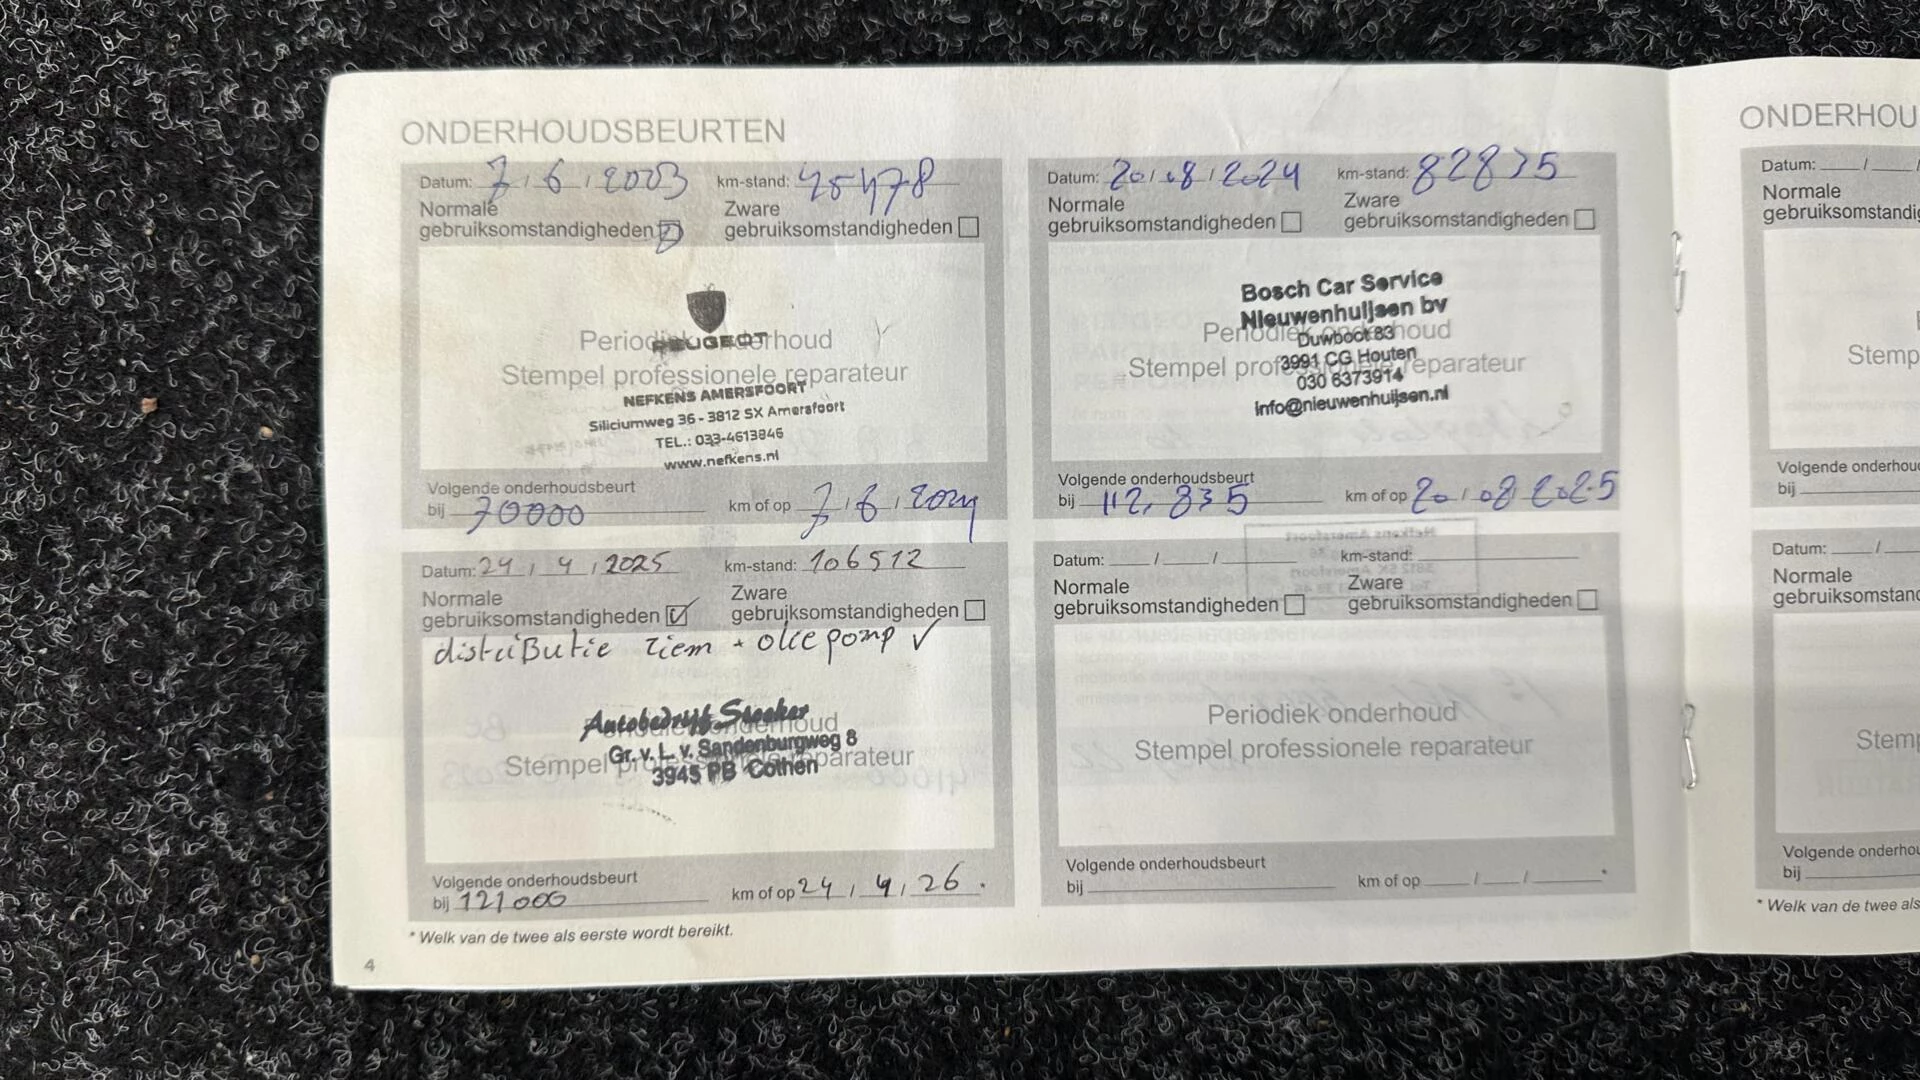 ONDERHOUDSBEURTEN
Datum: 7 / 6 / 2003 km-stand: 45478
Normale gebruiksomstandigheden Zware gebruiksomstandigheden
Periodiek onderhoud
Stempel professionele reparateur
PEUGEOT
NEFKENS AMERSFOORT
Siliciumweg 36 - 3812 SX Amersfoort
TEL.: 033-4613846
www.nefkens.nl
Volgende onderhoudsbeurt
bij 70000 km of op 7 / 6 / 2024
Datum: 20 / 08 / 2024 km-stand: 82835
Normale gebruiksomstandigheden Zware gebruiksomstandigheden
Periodiek onderhoud
Stempel professionele reparateur
Bosch Car Service
Nieuwenhuijsen bv
Duwboot 83
3991 CG Houten
030 6373914
info@nieuwenhuijsen.nl
Volgende onderhoudsbeurt
bij 112.835 km of op 20 / 08 / 2025
Datum: 24 / 4 / 2025 km-stand: 106512
Normale gebruiksomstandigheden Zware gebruiksomstandigheden
distributie riem + olie pomp ✓
Periodiek onderhoud
Stempel professionele reparateur
Autobedrijf
Gr. v. L. v. Sandenburgweg 8
3945 PB Cothen
Volgende onderhoudsbeurt
bij 121000 km of op 24 / 4 / 26 .
Datum: / / km-stand:
Normale gebruiksomstandigheden Zware gebruiksomstandigheden
Periodiek onderhoud
Stempel professionele reparateur
Volgende onderhoudsbeurt
bij km of op / / *
* Welk van de twee als eerste wordt bereikt.
4
ONDERHOU
Datum: / /
Normale
gebruiksomstandig
Stemp
Volgende onderhou
bij
Datum: / /
Normale
gebruiksomstand
Stemp
Volgende onderho
bij
* Welk van de twee als